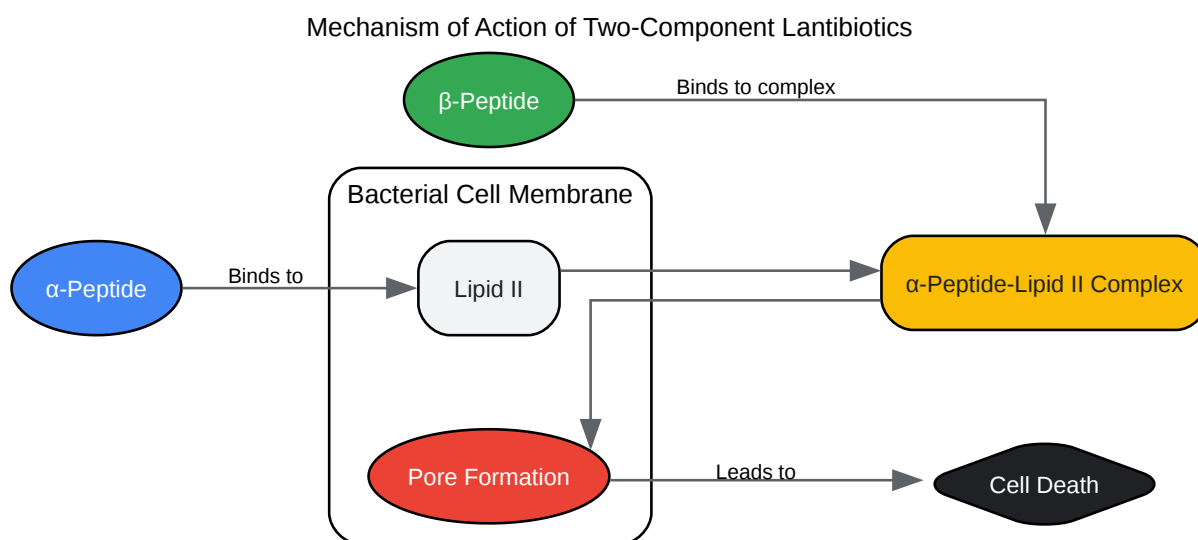 Mechanism of Action of Two-Component Lantibiotics
β-Peptide
Binds to complex
Bacterial Cell Membrane
α-Peptide
Binds to
Lipid II
α-Peptide-Lipid II Complex
Pore Formation
Leads to
Cell Death